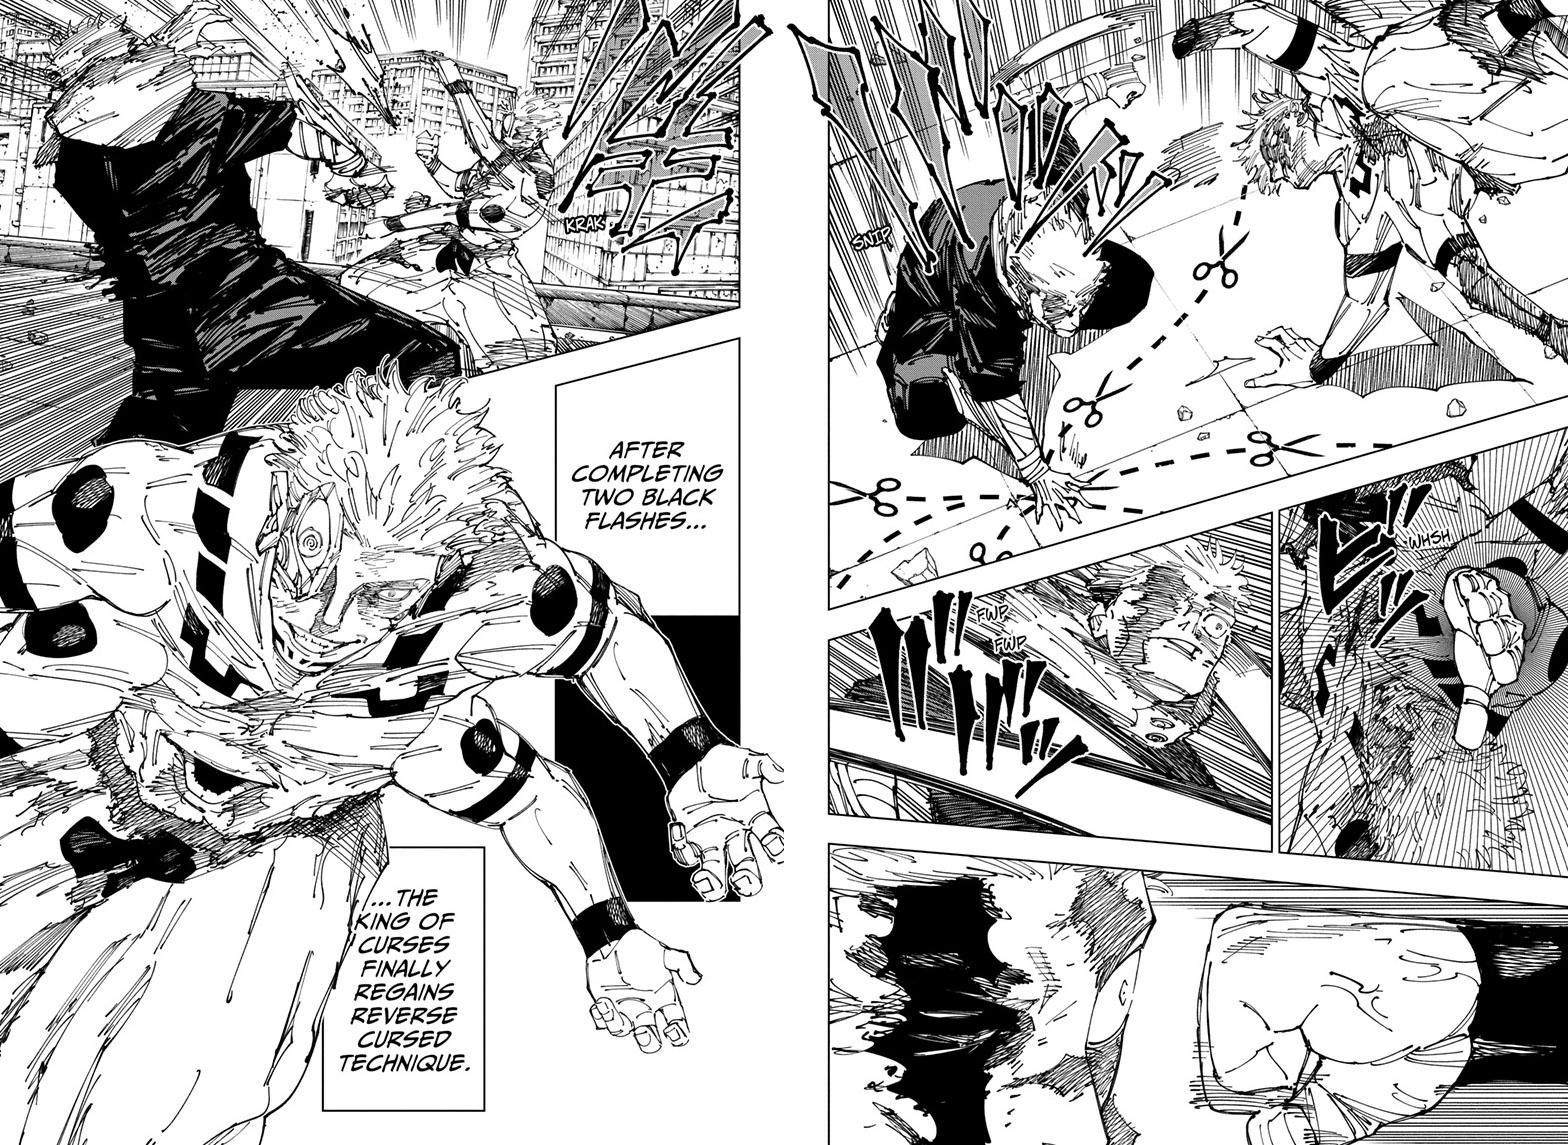 SNIP
WHSH
FWP
FWP
KRAK
AFTER
COMPLETING
TWO BLACK
FLASHES...
...THE
KING OF
CURSES
FINALLY
REGAINS
REVERSE
CURSED
TECHNIQUE.